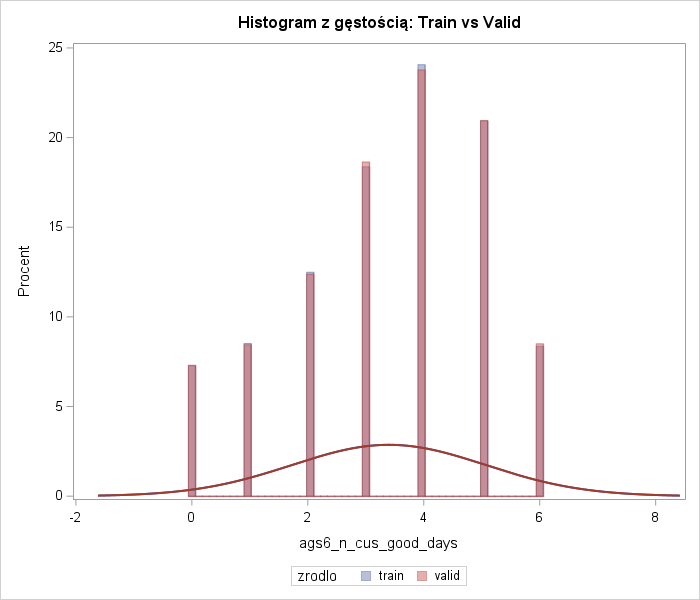 Histogram z gęstością: Train vs Valid
25
20
15
10
5
0
Procent
-2 0 2 4 6 8
ags6_n_cus_good_days
zrodlo train valid